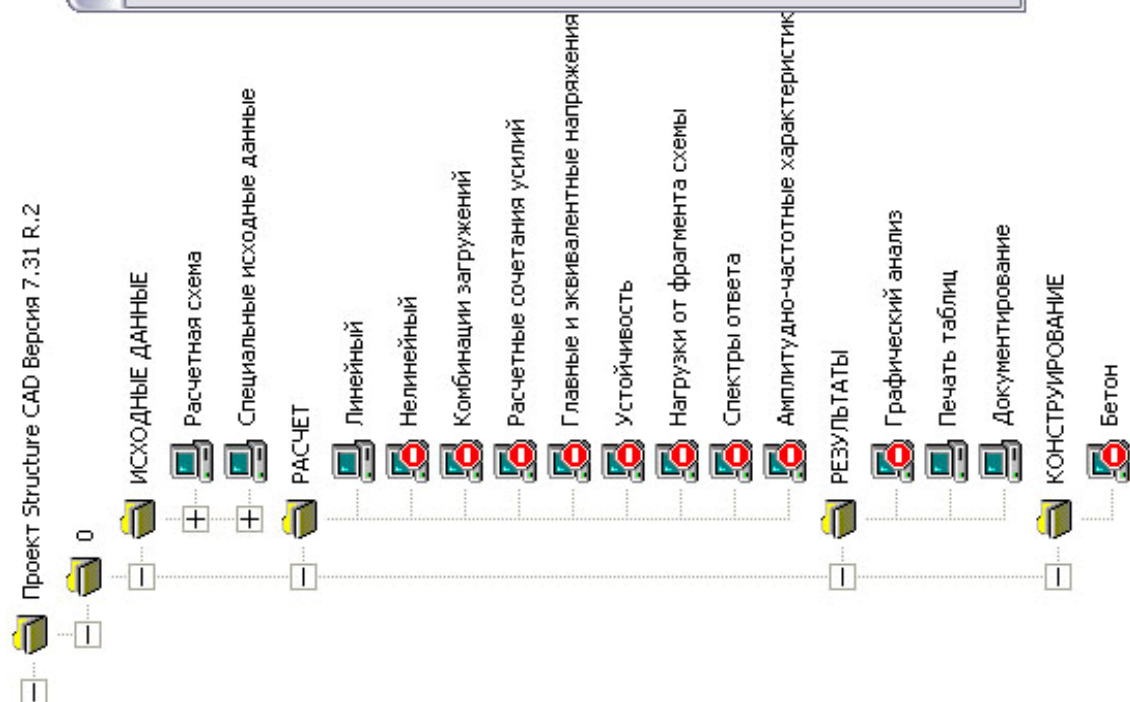 Проект Structure CAD Версия 7.31 R.2
0
ИСХОДНЫЕ ДАННЫЕ
Расчетная схема
Специальные исходные данные
РАСЧЕТ
Линейный
Нелинейный
Комбинации загружений
Расчетные сочетания усилий
Главные и эквивалентные напряжения
Устойчивость
Нагрузки от фрагмента схемы
Спектры ответа
Амплитудно-частотные характеристик
РЕЗУЛЬТАТЫ
Графический анализ
Печать таблиц
Документирование
КОНСТРУИРОВАНИЕ
Бетон